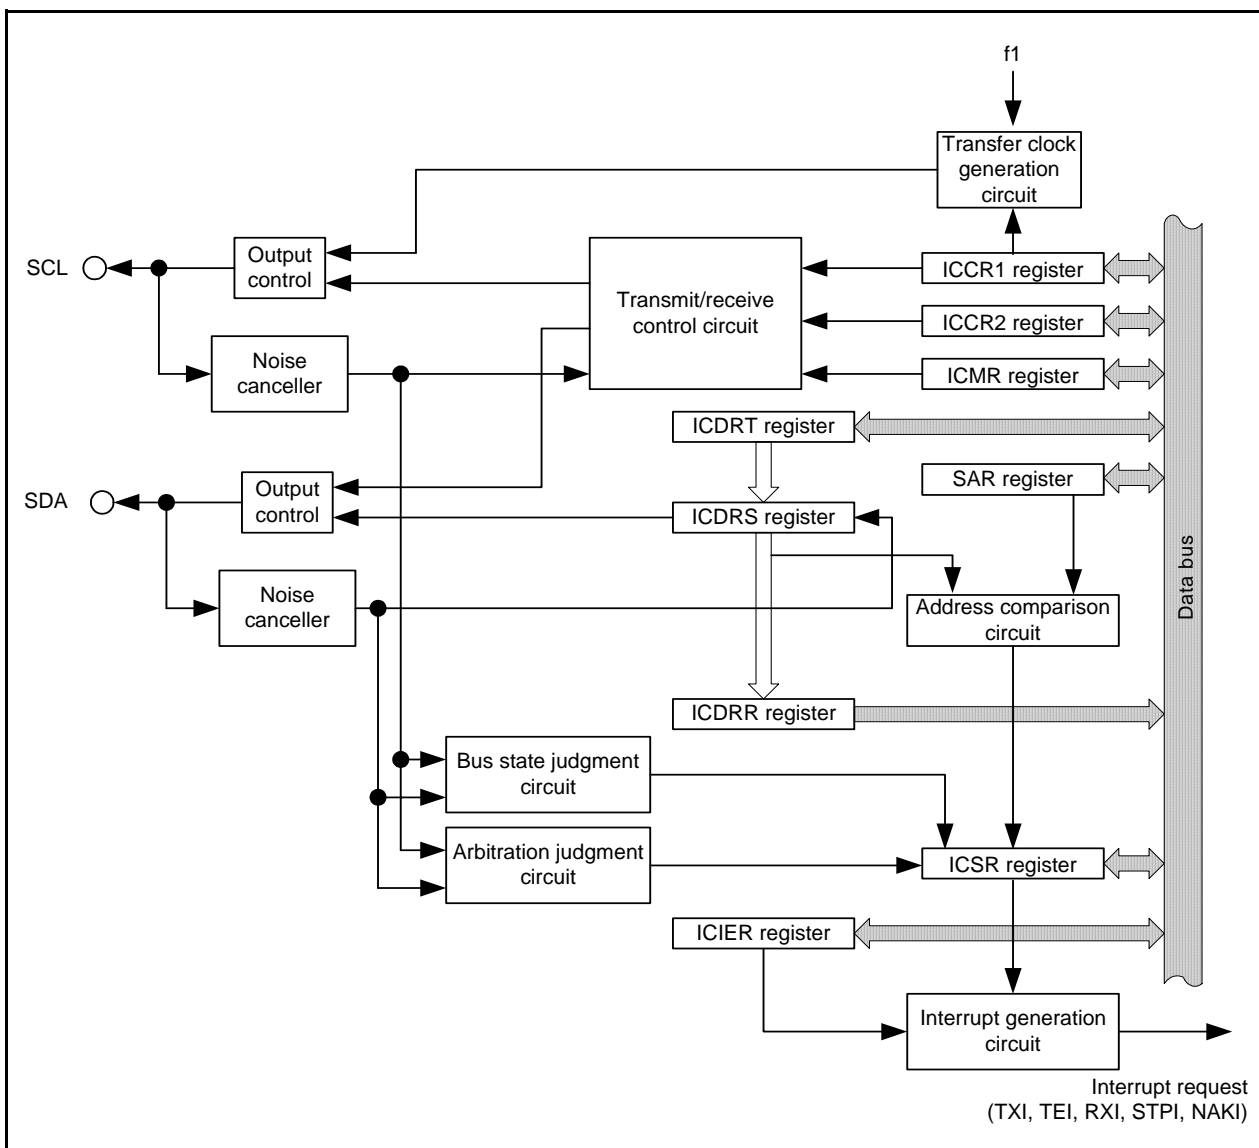 f1
Transfer clock
generation
circuit
SCL
Output
control
Transmit/receive
control circuit
ICCR1 register
ICCR2 register
Noise
canceller
ICMR register
ICDRT register
SDA
Output
control
SAR register
ICDRS register
Data bus
Noise
canceller
Address comparison
circuit
ICDRR register
Bus state judgment
circuit
Arbitration judgment
circuit
ICSR register
ICIER register
Interrupt generation
circuit
Interrupt request
(TXI, TEI, RXI, STPI, NAKI)